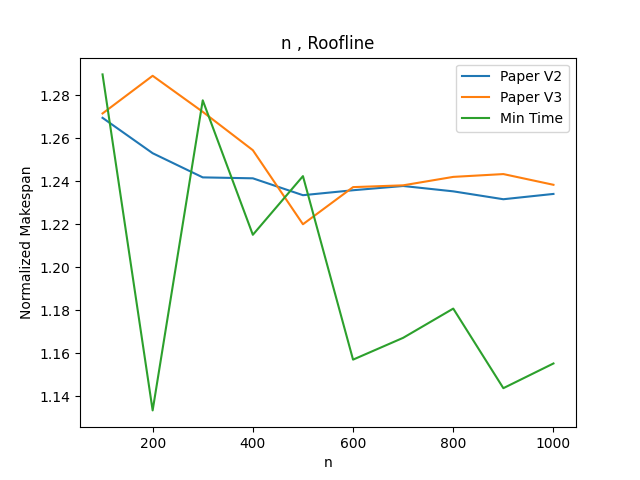 n , Roofline
Normalized Makespan
1.28
1.26
1.24
1.22
1.20
1.18
1.16
1.14
200
400
600
800
1000
n
Paper V2
Paper V3
Min Time